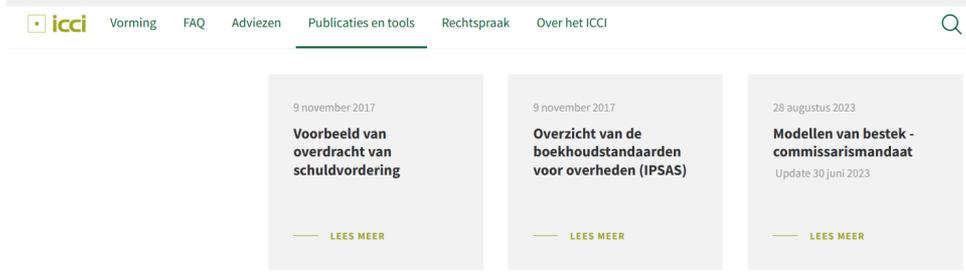 icci Vorming FAQ Adviezen Publicaties en tools Rechtspraak Over het ICCI
9 november 2017
Voorbeeld van
overdracht van
schuldvordering
LEES MEER
9 november 2017
Overzicht van de
boekhoudstandaarden
voor overheden (IPSAS)
LEES MEER
28 augustus 2023
Modellen van bestek -
commissarismandaat
Update 30 juni 2023
LEES MEER